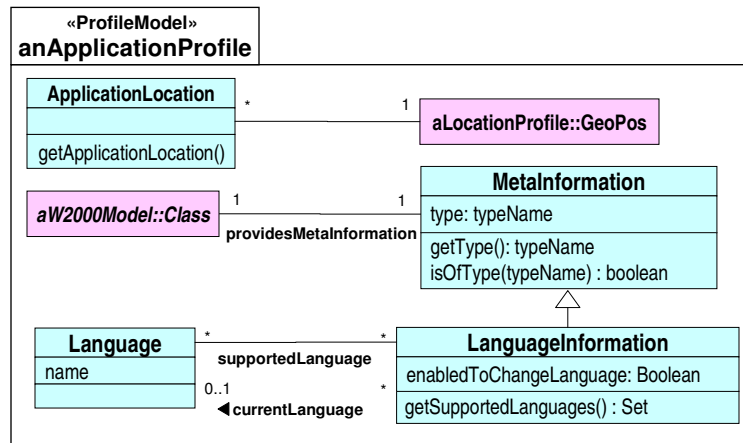 «ProfileModel»
anApplicationProfile
ApplicationLocation
getApplicationLocation()
*
1
aLocationProfile::GeoPos
aW2000Model::Class
1
1
providesMetaInformation
MetaInformation
type: typeName
getType(): typeName
isOfType(typeName) : boolean
Language
name
*
*
supportedLanguage
0..1
*
◀ currentLanguage
LanguageInformation
enabledToChangeLanguage: Boolean
getSupportedLanguages() : Set